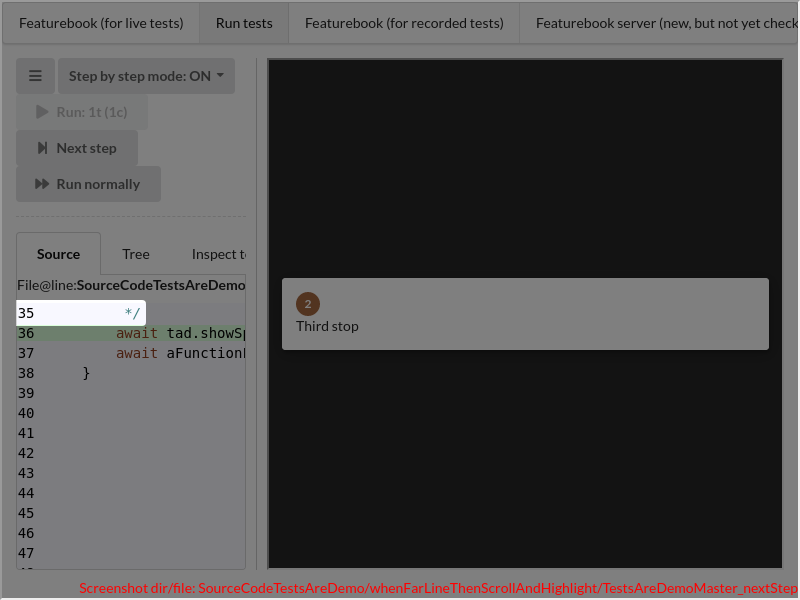 Featurebook (for live tests) Run tests Featurebook (for recorded tests) Featurebook server (new, but not yet check
Step by step mode: ON
Run: 1t (1c)
Next step
Run normally
Source Tree Inspect te
File@line:SourceCodeTestsAreDemo
35 */
36 await tad.showSp
37 await aFunction
38 }
39
40
41
42
43
44
45
46
47
2
Third stop
Screenshot dir/file: SourceCodeTestsAreDemo/whenFarLineThenScrollAndHighlight/TestsAreDemoMaster_nextStep